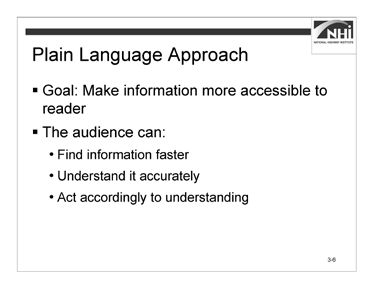 NHI
NATIONAL HIGHWAY INSTITUTE
Plain Language Approach
▪ Goal: Make information more accessible to
reader
▪ The audience can:
• Find information faster
• Understand it accurately
• Act accordingly to understanding
3-6